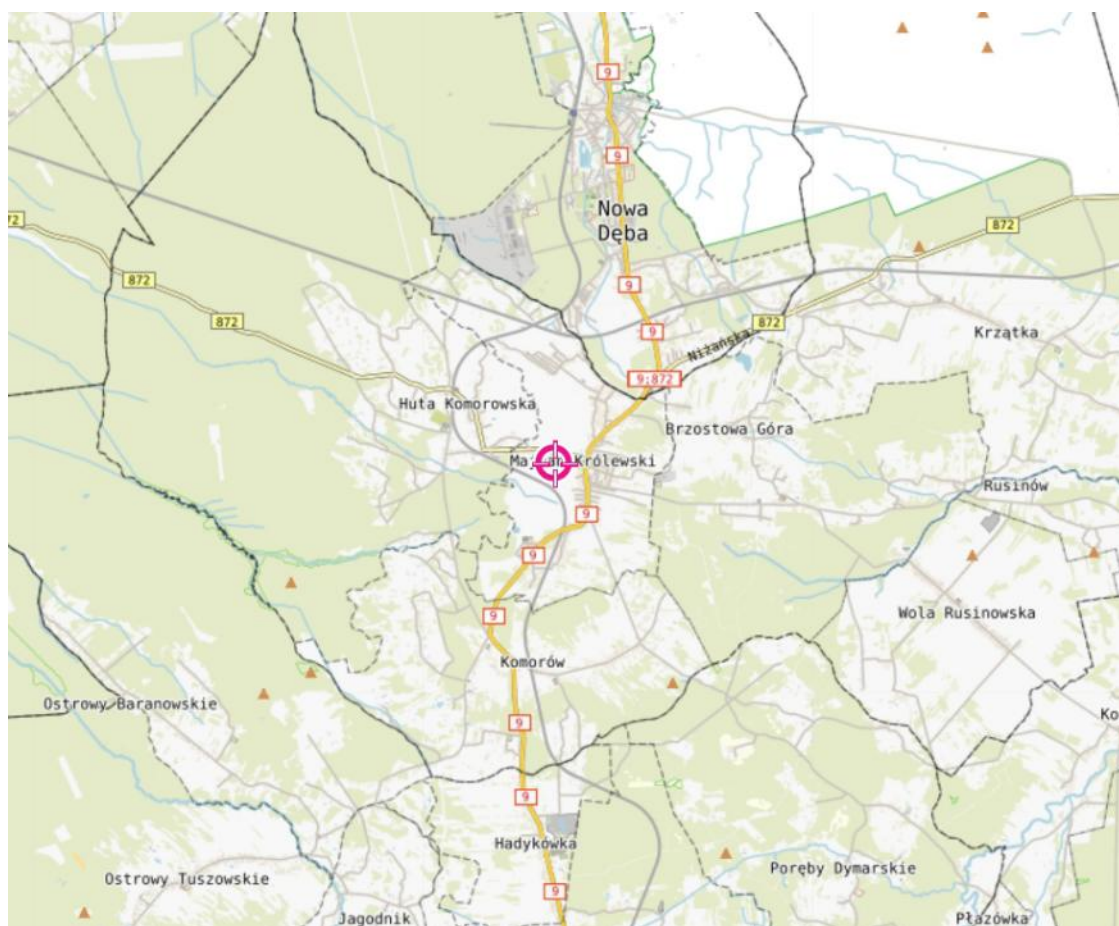 9
9
Nowa
Dęba
872
72
872
9
872
9
872
Niżańska
Krzątka
9;872
Huta Komorowska
Brzostowa Góra
Królewski
Rusinów
9
9
Wola Rusinowska
9
Komorów
Ostrowy Baranowskie
Ko
9
9
Hadykówka
Ostrowy Tuszowskie
Poręby Dymarskie
9
Jagodnik
Płazówka